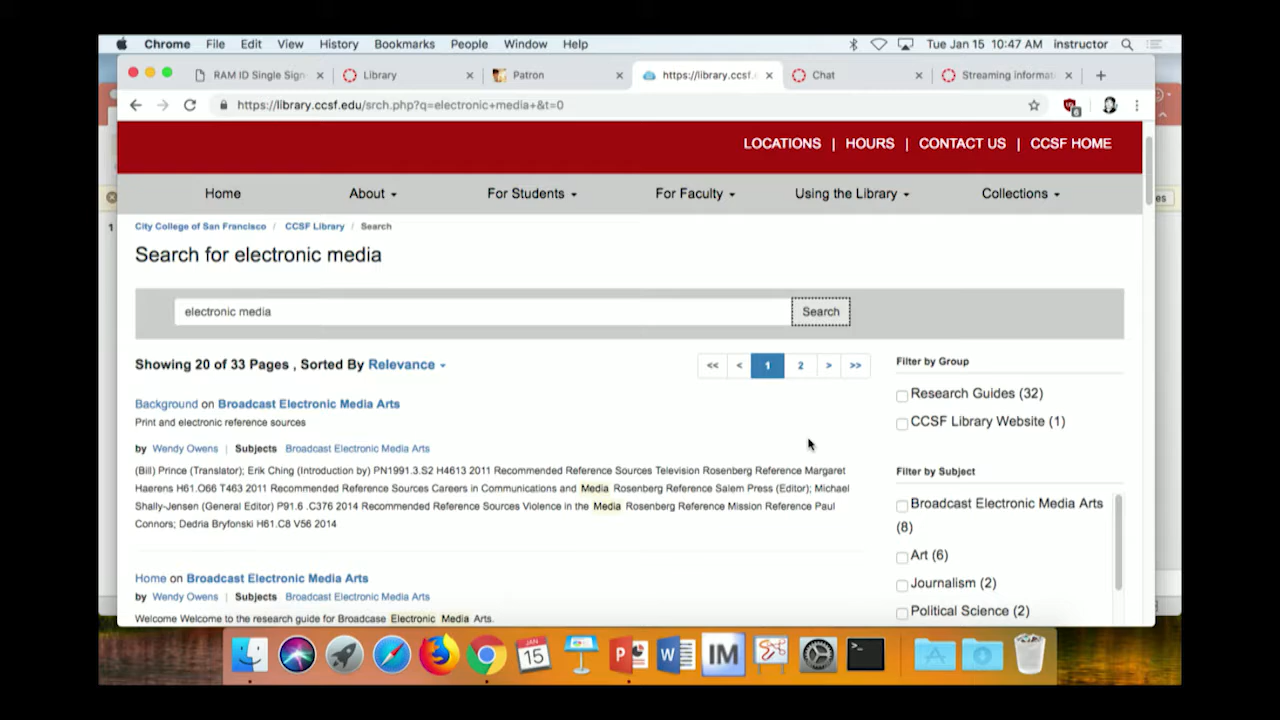 Chrome File Edit View History Bookmarks People Window Help Tue Jan 15 10:47 AM instructor
RAM ID Single Sign Library Patron https://library.ccsf. Chat Streaming informat
https://library.ccsf.edu/srch.php?q=electronic+media+&t=0
LOCATIONS | HOURS | CONTACT US | CCSF HOME
Home About For Students For Faculty Using the Library Collections
City College of San Francisco / CCSF Library / Search
Search for electronic media
electronic media Search
Showing 20 of 33 Pages , Sorted By Relevance
<< < 1 2 > >>
Background on Broadcast Electronic Media Arts
Print and electronic reference sources
by Wendy Owens | Subjects Broadcast Electronic Media Arts
(Bill) Prince (Translator); Erik Ching (Introduction by) PN1991.3.S2 H4613 2011 Recommended Reference Sources Television Rosenberg Reference Margaret
Haerens H61.O66 T463 2011 Recommended Reference Sources Careers in Communications and Media Rosenberg Reference Salem Press (Editor); Michael
Shally-Jensen (General Editor) P91.6 .C376 2014 Recommended Reference Sources Violence in the Media Rosenberg Reference Mission Reference Paul
Connors; Dedria Bryfonski H61.C8 V56 2014
Home on Broadcast Electronic Media Arts
by Wendy Owens | Subjects Broadcast Electronic Media Arts
Welcome Welcome to the research guide for Broadcase Electronic Media Arts.
Filter by Group
Research Guides (32)
CCSF Library Website (1)
Filter by Subject
Broadcast Electronic Media Arts
(8)
Art (6)
Journalism (2)
Political Science (2)
1
es
JAN
15
P W IM